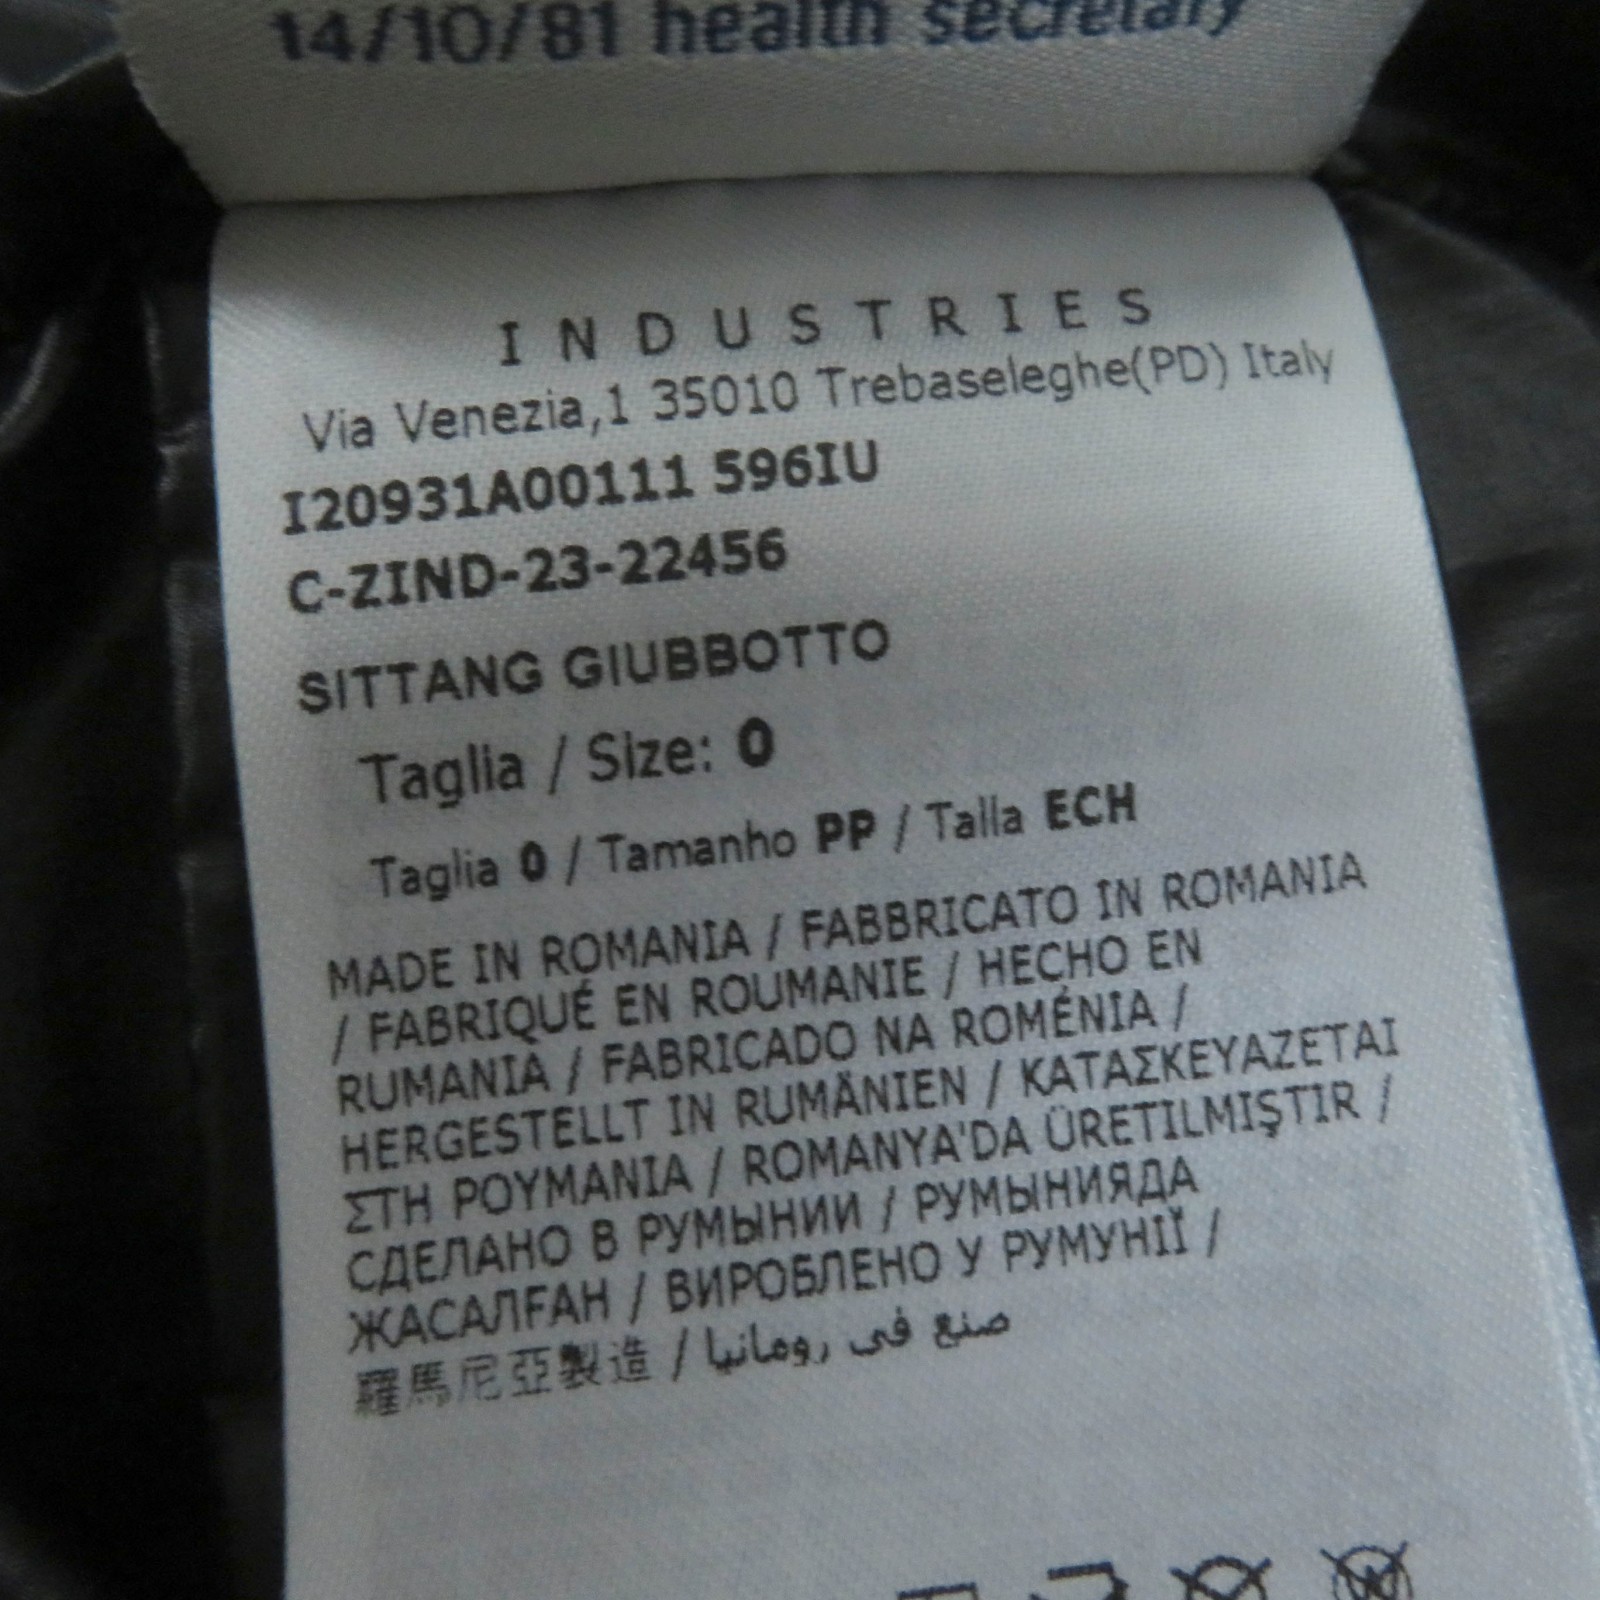 14/10/81 health secretary
INDUSTRIES
Via Venezia,1 35010 Trebaseleghe(PD) Italy
I20931A00111 596IU
C-ZIND-23-22456
SITTANG GIUBBOTTO
Taglia / Size: 0
Taglia 0 / Tamanho PP / Talla ECH
MADE IN ROMANIA / FABBRICATO IN ROMANIA
/ FABRIQUÉ EN ROUMANIE / HECHO EN
RUMANIA / FABRICADO NA ROMÉNIA /
HERGESTELLT IN RUMÄNIEN / ΚΑΤΑΣΚΕΥΑΖΕΤΑΙ
ΣΤΗ ΡΟΥΜΑΝΙΑ / ROMANYA'DA ÜRETILMIŞTIR /
СДЕЛАНО В РУМЫНИИ / РУМЫНИЯДА
ЖАСАЛҒАН / ВИРОБЛЕНО У РУМУНІЇ /
羅馬尼亞製造 / صنع في رومانيا